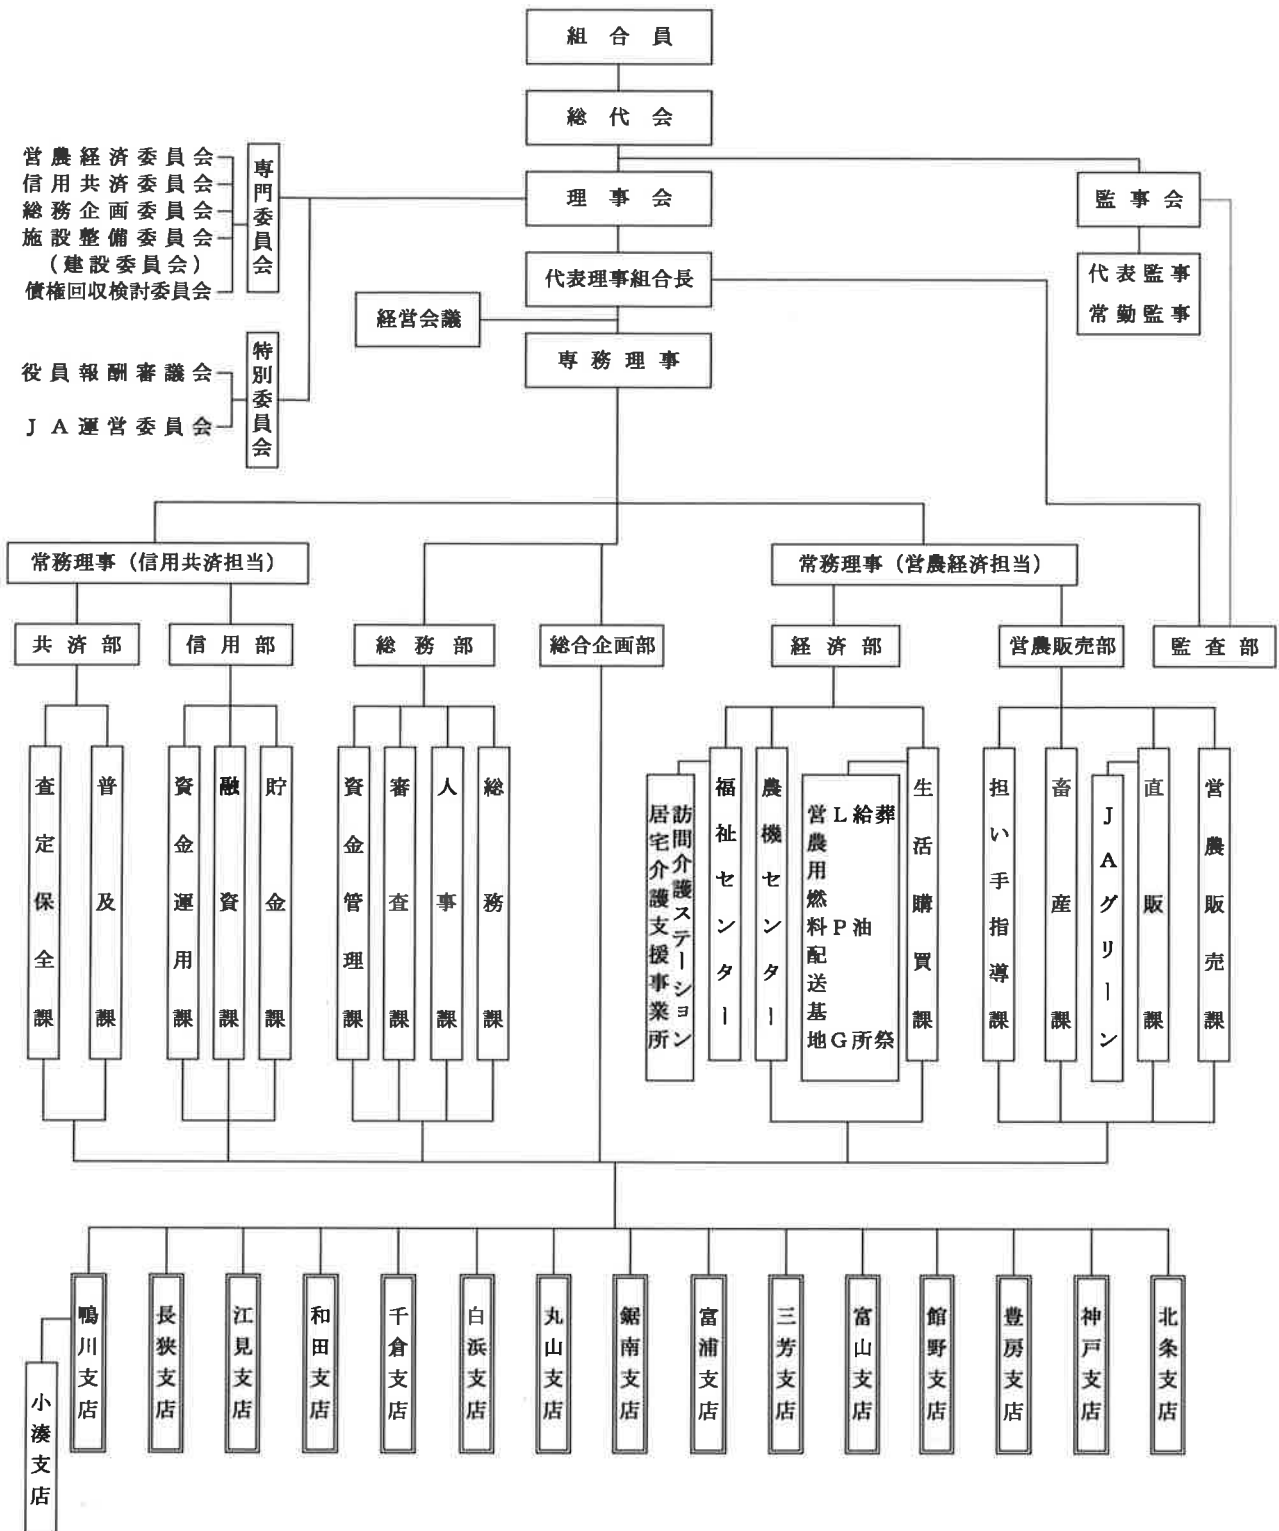 組合員
総代会
営農経済委員会
信用共済委員会
総務企画委員会
施設整備委員会
(建設委員会)
債権回収検討委員会
専門委員会
理事会
監事会
代表監事
常勤監事
代表理事組合長
経営会議
専務理事
役員報酬審議会
JA運営委員会
特別委員会
常務理事(信用共済担当)
常務理事(営農経済担当)
共済部
信用部
総務部
総合企画部
経済部
営農販売部
監査部
査定保全課
普及課
資金運用課
融資課
貯金課
資金管理課
審査課
人事課
総務課
訪問介護ステーション
居宅介護支援事業所
福祉センター
農機センター
葬祭
給油所
LPG
営農用燃料配送基地
生活購買課
担い手指導課
畜産課
JAグリーン
直販課
営農販売課
鴨川支店
長狭支店
江見支店
和田支店
千倉支店
白浜支店
丸山支店
鋸南支店
富浦支店
三芳支店
富山支店
館野支店
豊房支店
神戸支店
北条支店
小湊支店